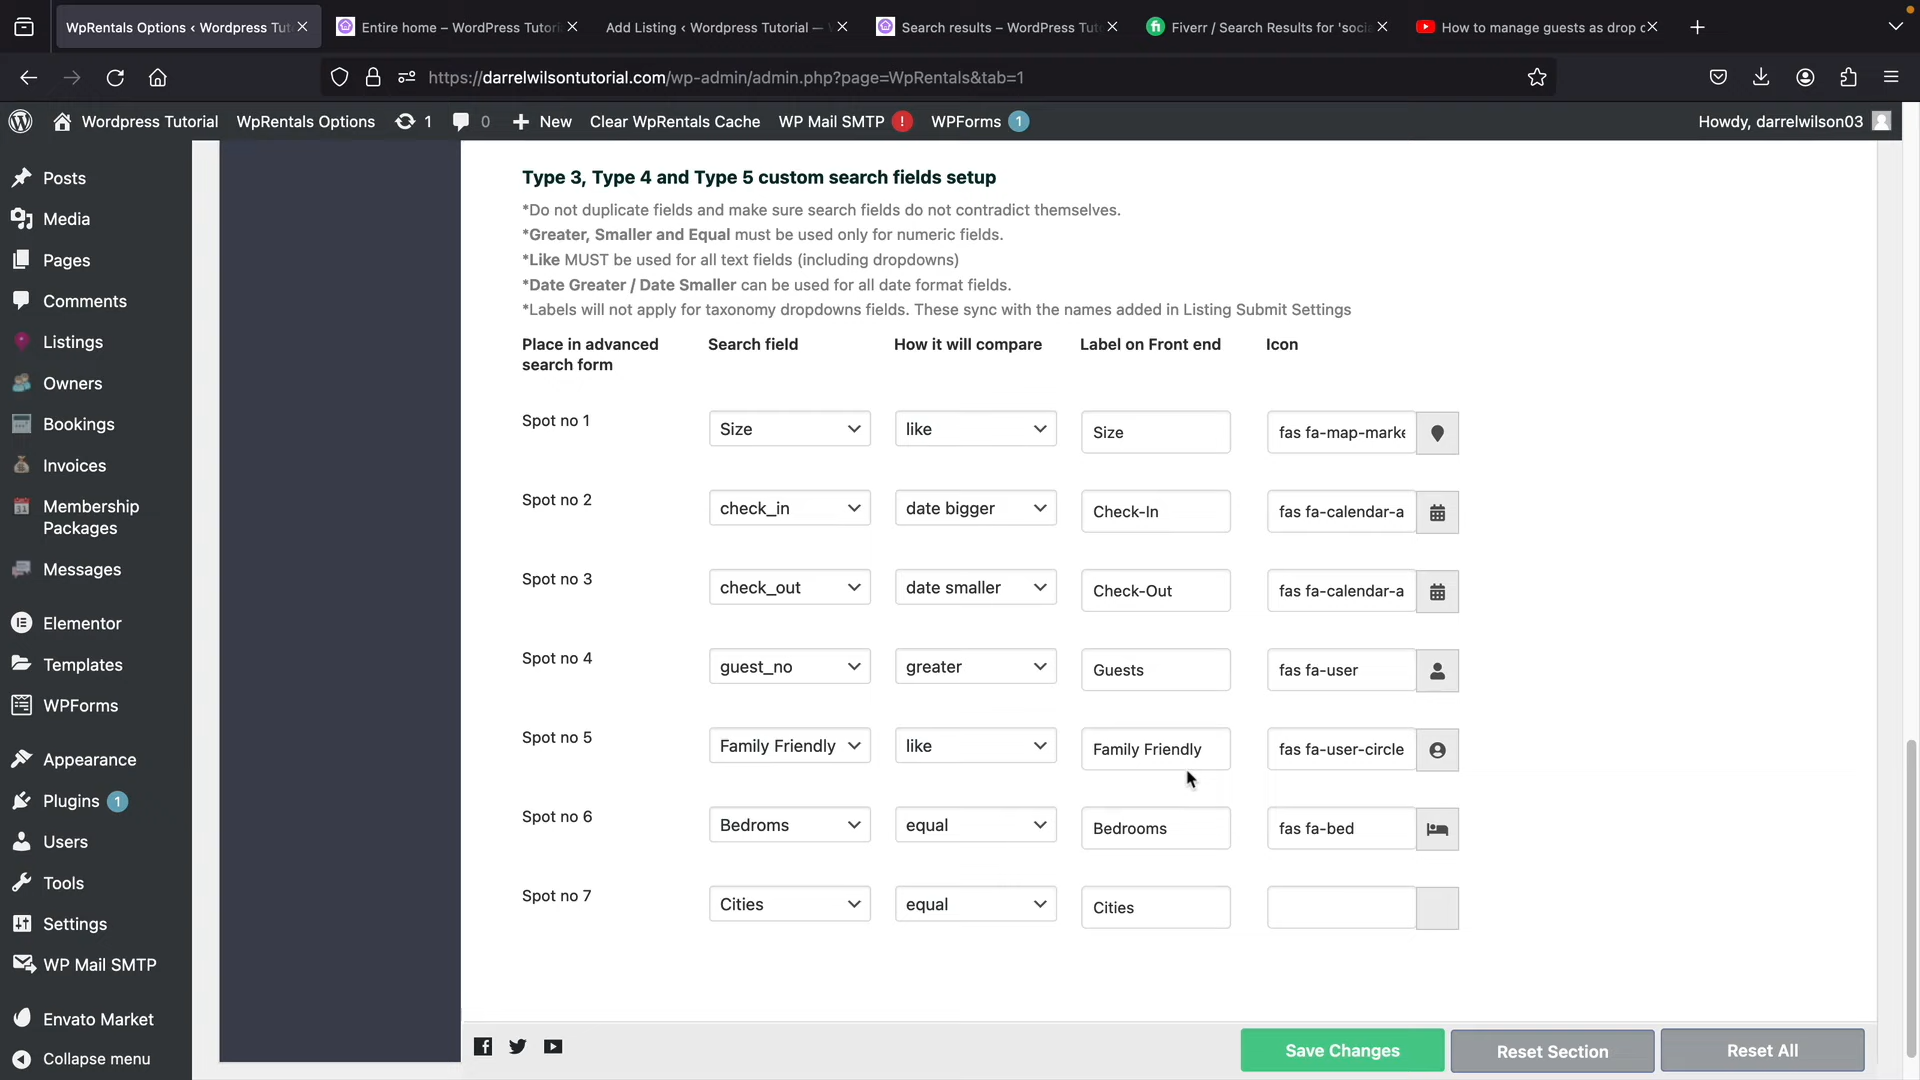 WpRentals Options ‹ Wordpress Tut
Entire home – WordPress Tutori
Add Listing ‹ Wordpress Tutorial —
Search results – WordPress Tut
Fiverr / Search Results for 'soci
How to manage guests as drop d
https://darrelwilsontutorial.com/wp-admin/admin.php?page=WpRentals&tab=1
Wordpress Tutorial
WpRentals Options
1
0
New
Clear WpRentals Cache
WP Mail SMTP !
WPForms 1
Howdy, darrelwilson03
Posts
Media
Pages
Comments
Listings
Owners
Bookings
Invoices
Membership
Packages
Messages
Elementor
Templates
WPForms
Appearance
Plugins 1
Users
Tools
Settings
WP Mail SMTP
Envato Market
Collapse menu
Type 3, Type 4 and Type 5 custom search fields setup
*Do not duplicate fields and make sure search fields do not contradict themselves.
*Greater, Smaller and Equal must be used only for numeric fields.
*Like MUST be used for all text fields (including dropdowns)
*Date Greater / Date Smaller can be used for all date format fields.
*Labels will not apply for taxonomy dropdowns fields. These sync with the names added in Listing Submit Settings
Place in advanced
search form
Search field
How it will compare
Label on Front end
Icon
Spot no 1 Size like Size fas fa-map-marke
Spot no 2 check_in date bigger Check-In fas fa-calendar-a
Spot no 3 check_out date smaller Check-Out fas fa-calendar-a
Spot no 4 guest_no greater Guests fas fa-user
Spot no 5 Family Friendly like Family Friendly fas fa-user-circle
Spot no 6 Bedroms equal Bedrooms fas fa-bed
Spot no 7 Cities equal Cities
Save Changes
Reset Section
Reset All